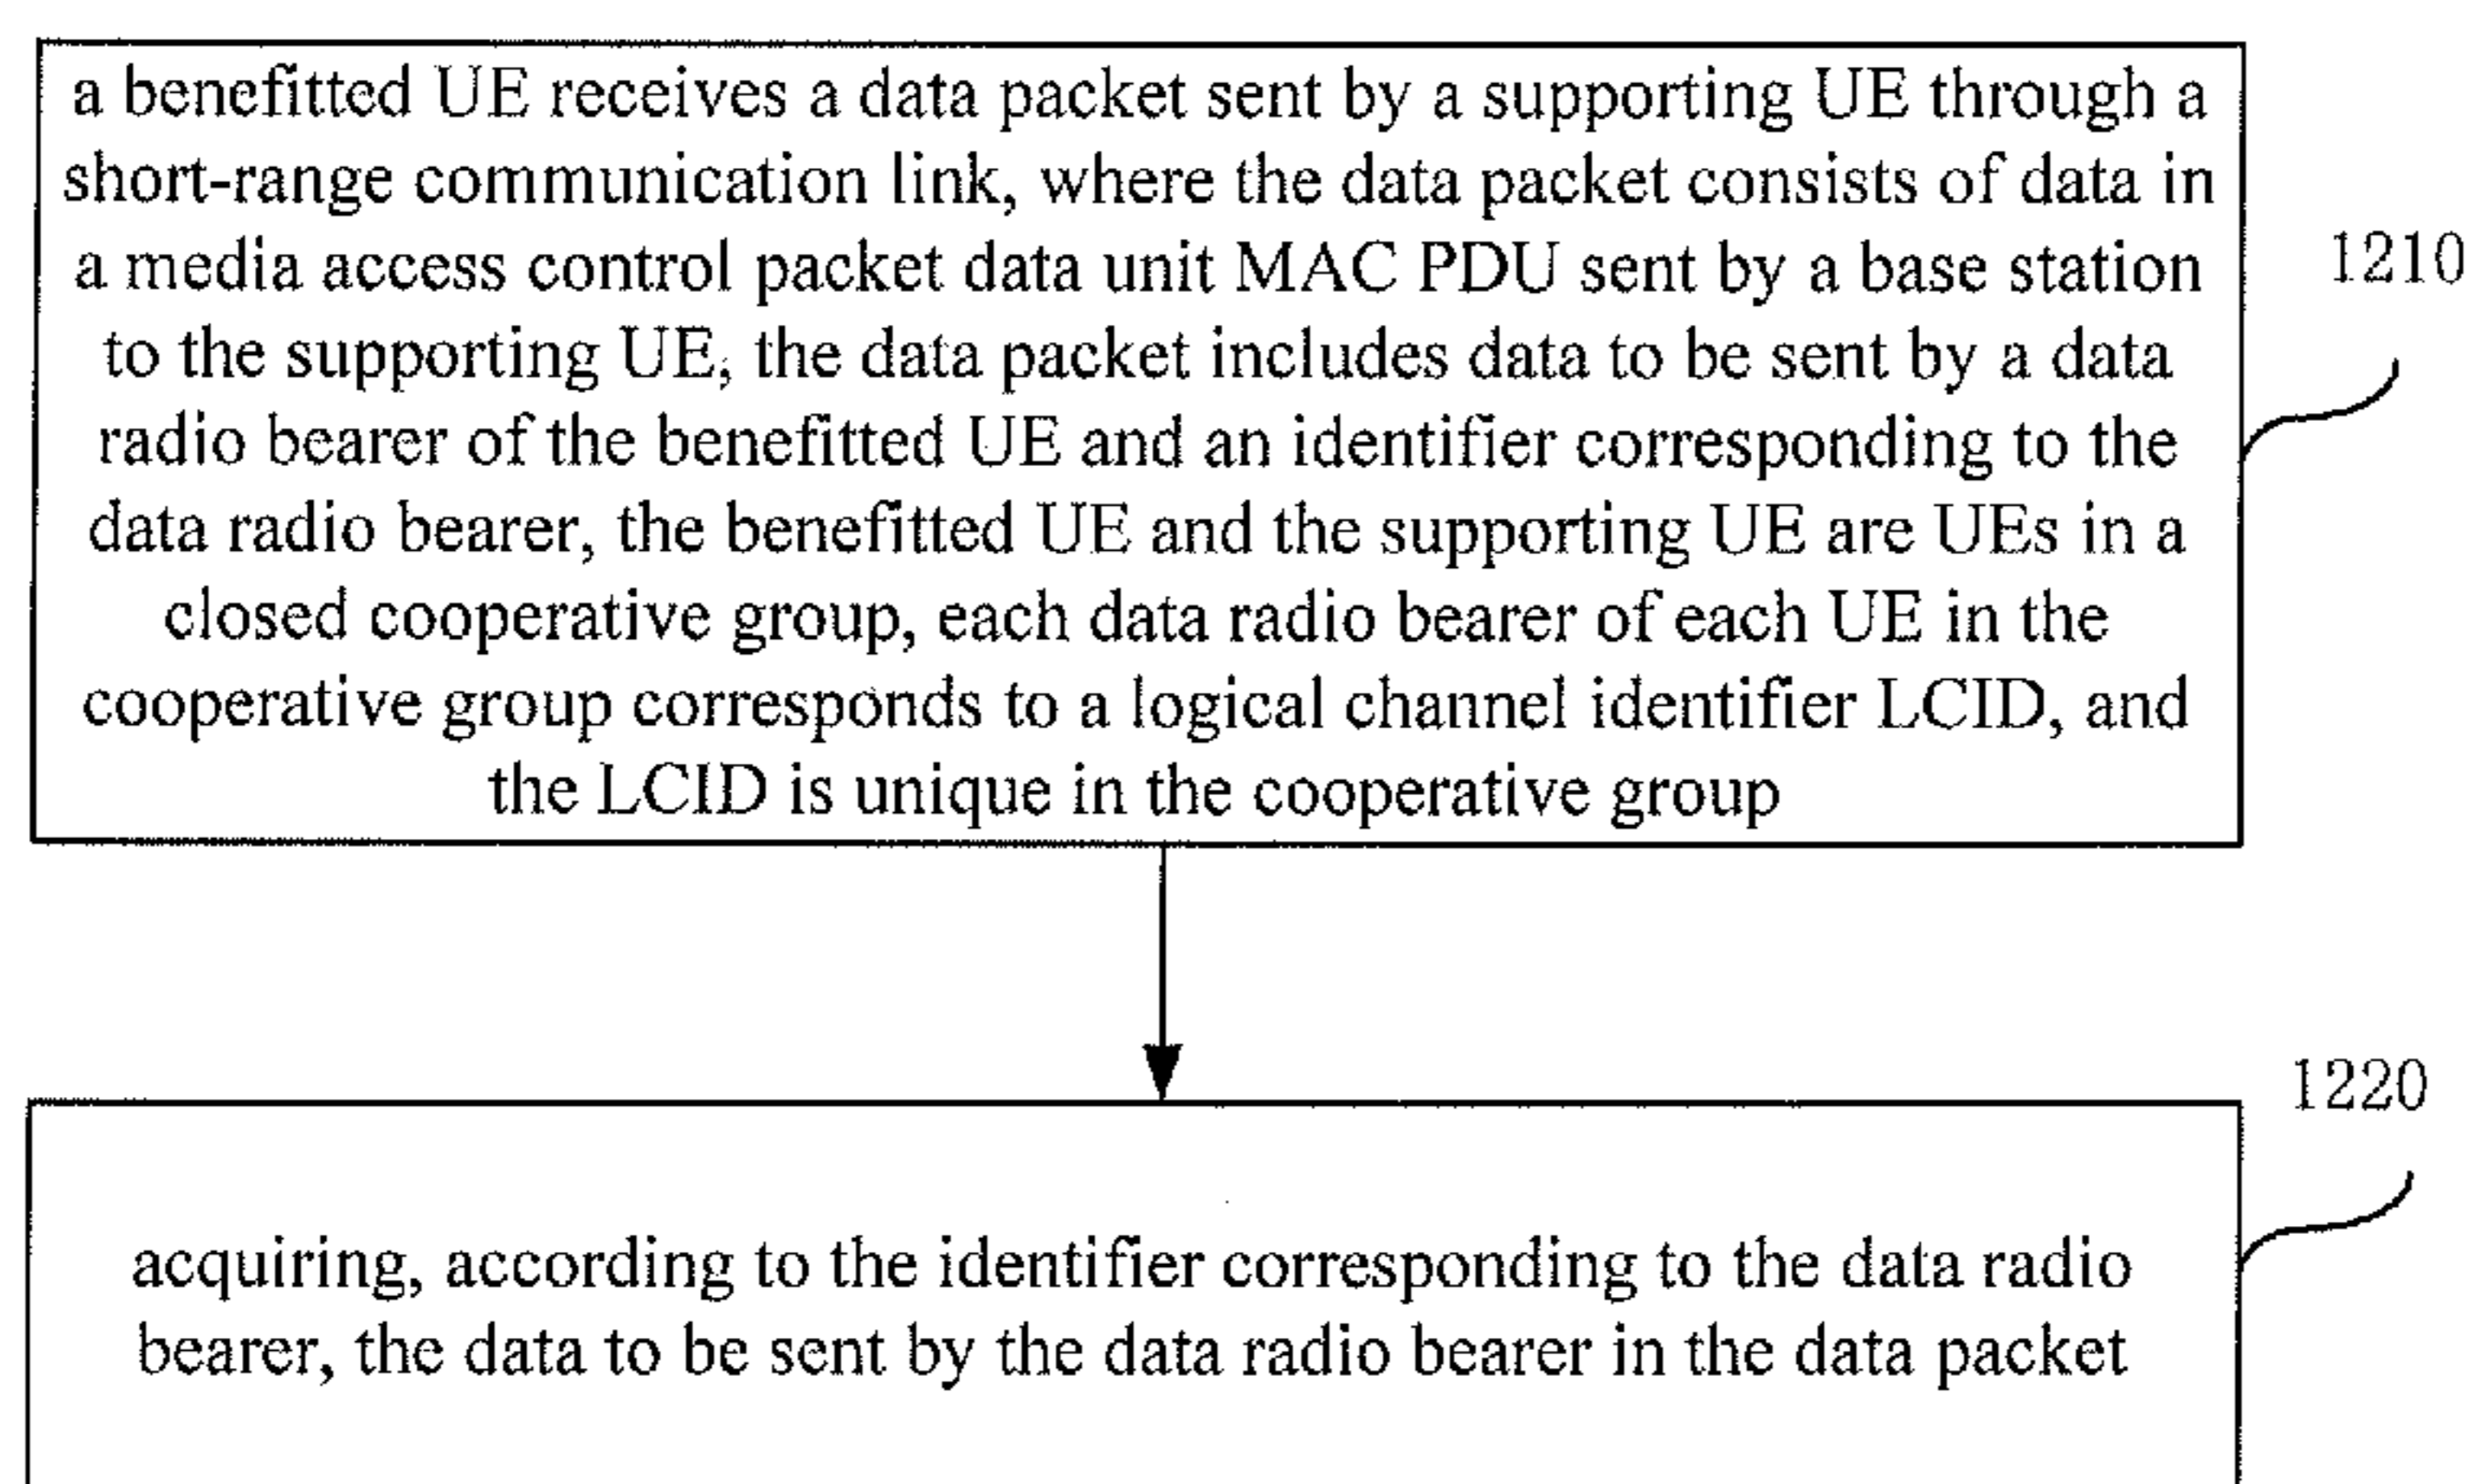 a benefitted UE receives a data packet sent by a supporting UE through a
short-range communication link, where the data packet consists of data in
a media access control packet data unit MAC PDU sent by a base station
to the supporting UE, the data packet includes data to be sent by a data
radio bearer of the benefitted UE and an identifier corresponding to the
data radio bearer, the benefitted UE and the supporting UE are UEs in a
closed cooperative group, each data radio bearer of each UE in the
cooperative group corresponds to a logical channel identifier LCID, and
the LCID is unique in the cooperative group
1210
1220
acquiring, according to the identifier corresponding to the data radio
bearer, the data to be sent by the data radio bearer in the data packet